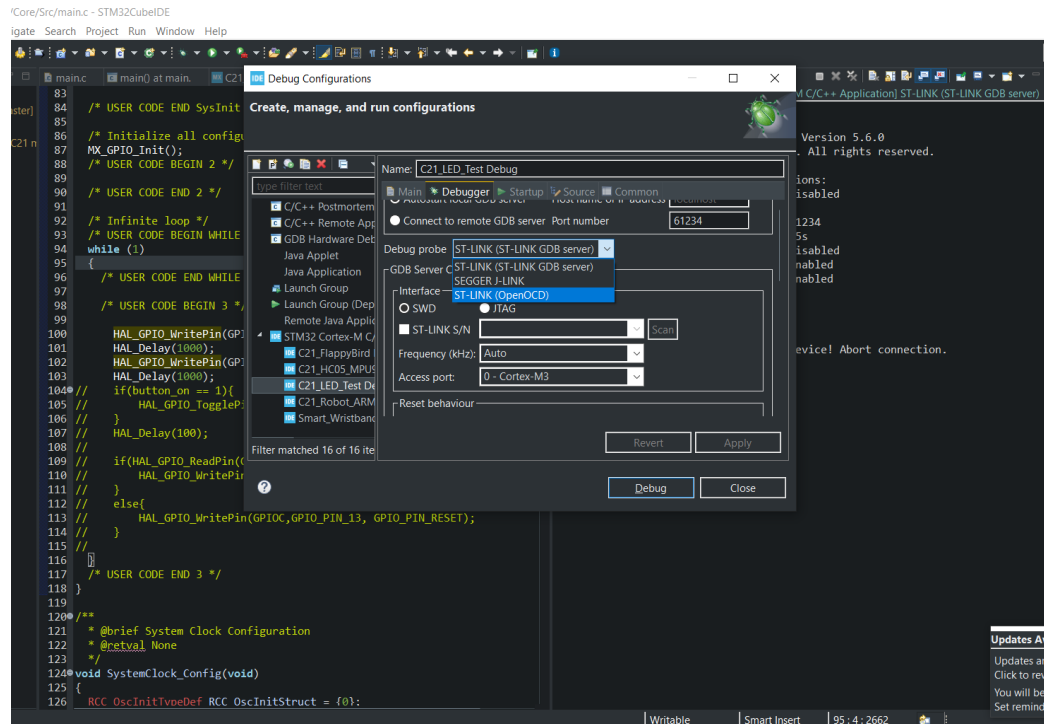 /Core/Src/main.c - STM32CubeIDE
igate Search Project Run Window Help
main.c
main() at main.
C21
83
84 /* USER CODE END SysInit
85
86 /* Initialize all configu
87 MX_GPIO_Init();
88 /* USER CODE BEGIN 2 */
89
90 /* USER CODE END 2 */
91
92 /* Infinite loop */
93 /* USER CODE BEGIN WHILE
94 while (1)
95 {
96 /* USER CODE END WHILE
97
98 /* USER CODE BEGIN 3 */
99
100 HAL_GPIO_WritePin(GPI
101 HAL_Delay(1000);
102 HAL_GPIO_WritePin(GPI
103 HAL_Delay(1000);
104 // if(button_on == 1){
105 // HAL_GPIO_TogglePi
106 // }
107 // HAL_Delay(100);
108 //
109 // if(HAL_GPIO_ReadPin(G
110 // HAL_GPIO_WritePin
111 // }
112 // else{
113 // HAL_GPIO_WritePin(GPIOC,GPIO_PIN_13, GPIO_PIN_RESET);
114 // }
115 //
116 }
117 /* USER CODE END 3 */
118 }
119
120 /**
121 * @brief System Clock Configuration
122 * @retval None
123 */
124 void SystemClock_Config(void)
125 {
126 RCC_OscInitTypeDef RCC_OscInitStruct = {0};
ster]
C21 n
IDE Debug Configurations
Create, manage, and run configurations
type filter text
C/C++ Postmortem
C/C++ Remote App
GDB Hardware Deb
Java Applet
Java Application
Launch Group
Launch Group (Dep
Remote Java Applic
STM32 Cortex-M C/
C21_FlappyBird
C21_HC05_MPU9
C21_LED_Test De
C21_Robot_ARM
Smart_Wristband
Filter matched 16 of 16 ite
Name: C21_LED_Test Debug
Main Debugger Startup Source Common
Autostart local GDB server Host name or IP address localhost
Connect to remote GDB server Port number 61234
Debug probe ST-LINK (ST-LINK GDB server)
ST-LINK (ST-LINK GDB server)
SEGGER J-LINK
ST-LINK (OpenOCD)
GDB Server C
Interface
SWD JTAG
ST-LINK S/N Scan
Frequency (kHz): Auto
Access port: 0 - Cortex-M3
Reset behaviour
Revert Apply
Debug Close
M C/C++ Application] ST-LINK (ST-LINK GDB server)
Version 5.6.0
. All rights reserved.
ions:
isabled
1234
5s
isabled
nabled
nabled
evice! Abort connection.
Updates Av
Updates ar
Click to rev
You will be
Set remind
Writable Smart Insert 95 : 4 : 2662